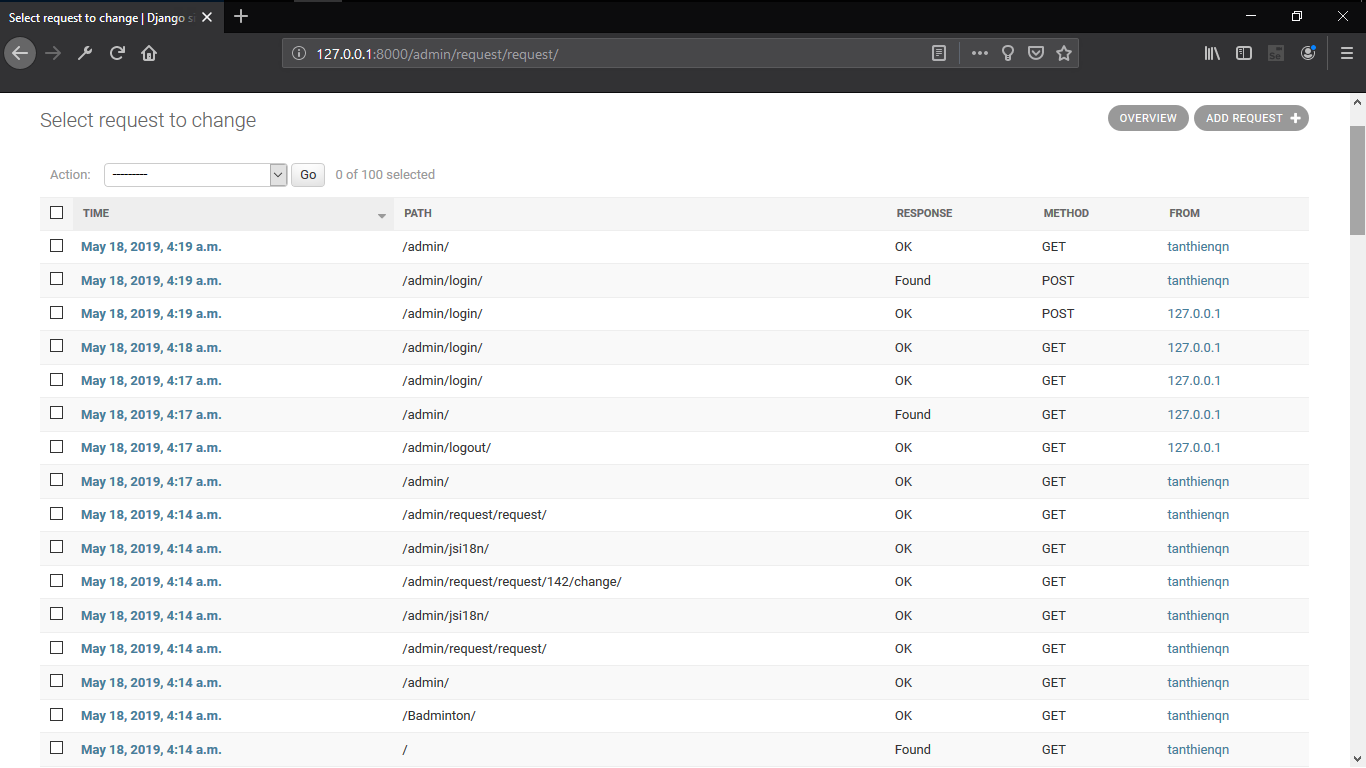 Select request to change | Django s
127.0.0.1:8000/admin/request/request/
Select request to change
OVERVIEW ADD REQUEST +
Action: --------- Go 0 of 100 selected
TIME PATH RESPONSE METHOD FROM
May 18, 2019, 4:19 a.m. /admin/ OK GET tanthienqn
May 18, 2019, 4:19 a.m. /admin/login/ Found POST tanthienqn
May 18, 2019, 4:19 a.m. /admin/login/ OK POST 127.0.0.1
May 18, 2019, 4:18 a.m. /admin/login/ OK GET 127.0.0.1
May 18, 2019, 4:17 a.m. /admin/login/ OK GET 127.0.0.1
May 18, 2019, 4:17 a.m. /admin/ Found GET 127.0.0.1
May 18, 2019, 4:17 a.m. /admin/logout/ OK GET 127.0.0.1
May 18, 2019, 4:17 a.m. /admin/ OK GET tanthienqn
May 18, 2019, 4:14 a.m. /admin/request/request/ OK GET tanthienqn
May 18, 2019, 4:14 a.m. /admin/jsi18n/ OK GET tanthienqn
May 18, 2019, 4:14 a.m. /admin/request/request/142/change/ OK GET tanthienqn
May 18, 2019, 4:14 a.m. /admin/jsi18n/ OK GET tanthienqn
May 18, 2019, 4:14 a.m. /admin/request/request/ OK GET tanthienqn
May 18, 2019, 4:14 a.m. /admin/ OK GET tanthienqn
May 18, 2019, 4:14 a.m. /Badminton/ OK GET tanthienqn
May 18, 2019, 4:14 a.m. / Found GET tanthienqn